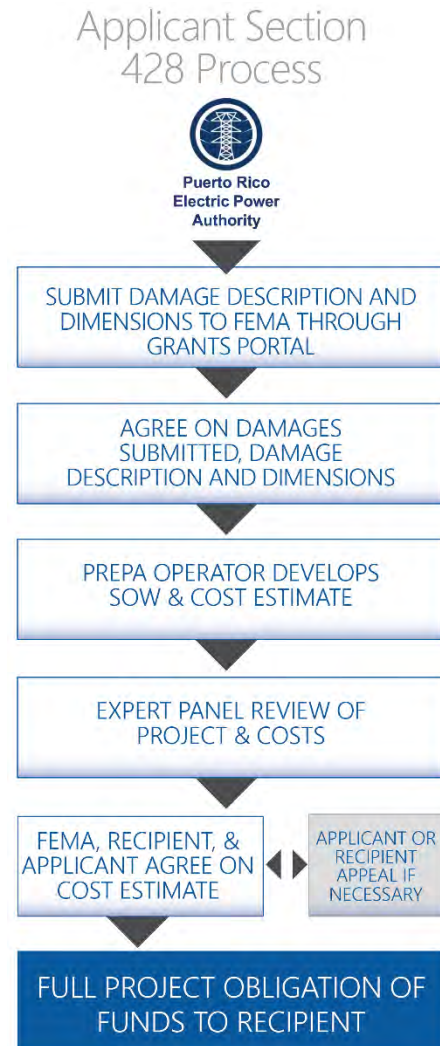 Applicant Section
428 Process
Puerto Rico
Electric Power
Authority
SUBMIT DAMAGE DESCRIPTION AND
DIMENSIONS TO FEMA THROUGH
GRANTS PORTAL
AGREE ON DAMAGES
SUBMITTED, DAMAGE
DESCRIPTION AND DIMENSIONS
PREPA OPERATOR DEVELOPS
SOW & COST ESTIMATE
EXPERT PANEL REVIEW OF
PROJECT & COSTS
FEMA, RECIPIENT, &
APPLICANT AGREE ON
COST ESTIMATE
APPLICANT OR
RECIPIENT
APPEAL IF
NECESSARY
FULL PROJECT OBLIGATION OF
FUNDS TO RECIPIENT